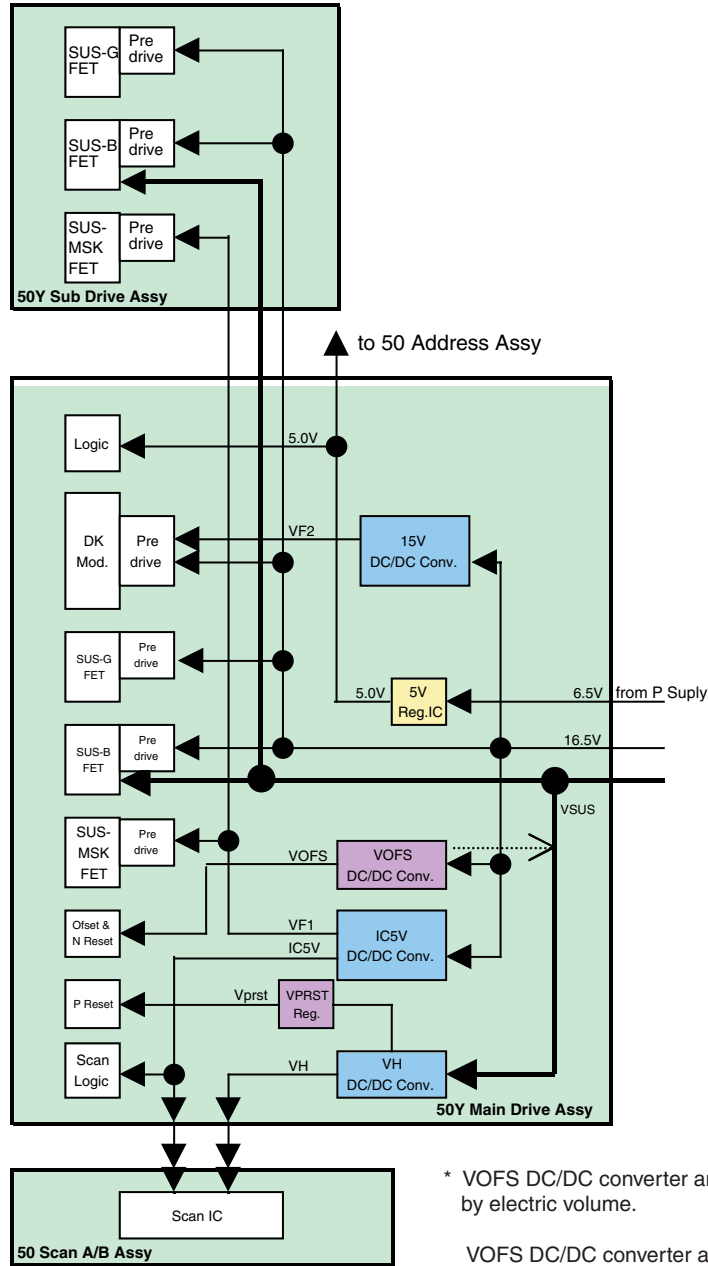 SUS-G
FET
Pre
drive
SUS-B
FET
Pre
drive
SUS-
MSK
FET
Pre
drive
50Y Sub Drive Assy
to 50 Address Assy
Logic
5.0V
DK
Mod.
Pre
drive
VF2
15V
DC/DC Conv.
SUS-G
FET
Pre
drive
5.0V
5V
Reg.IC
6.5V
from P Suply
SUS-B
FET
Pre
drive
16.5V
VSUS
SUS-
MSK
FET
Pre
drive
VOFS
VOFS
DC/DC Conv.
Ofset &
N Reset
VF1
IC5V
IC5V
DC/DC Conv.
P Reset
Vprst
VPRST
Reg.
Scan
Logic
VH
VH
DC/DC Conv.
50Y Main Drive Assy
Scan IC
50 Scan A/B Assy
* VOFS DC/DC converter
by electric volume.
VOFS DC/DC converter